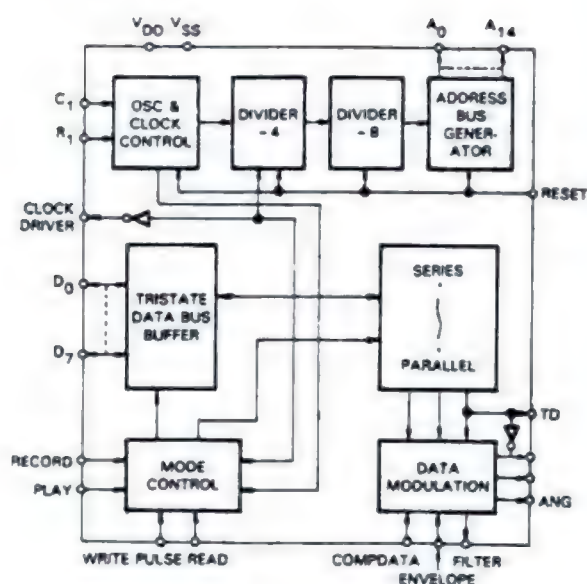 VDD VSS A0 A14
C1
R1
OSC &
CLOCK
CONTROL
DIVIDER
- 4
DIVIDER
- 8
ADDRESS
BUS
GENER-
ATOR
RESET
CLOCK
DRIVER
D0
D7
TRISTATE
DATA BUS
BUFFER
SERIES
PARALLEL
TD
RECORD
PLAY
MODE
CONTROL
DATA
MODULATION
ANG
WRITE PULSE READ
COMPDATA
FILTER
ENVELOPE